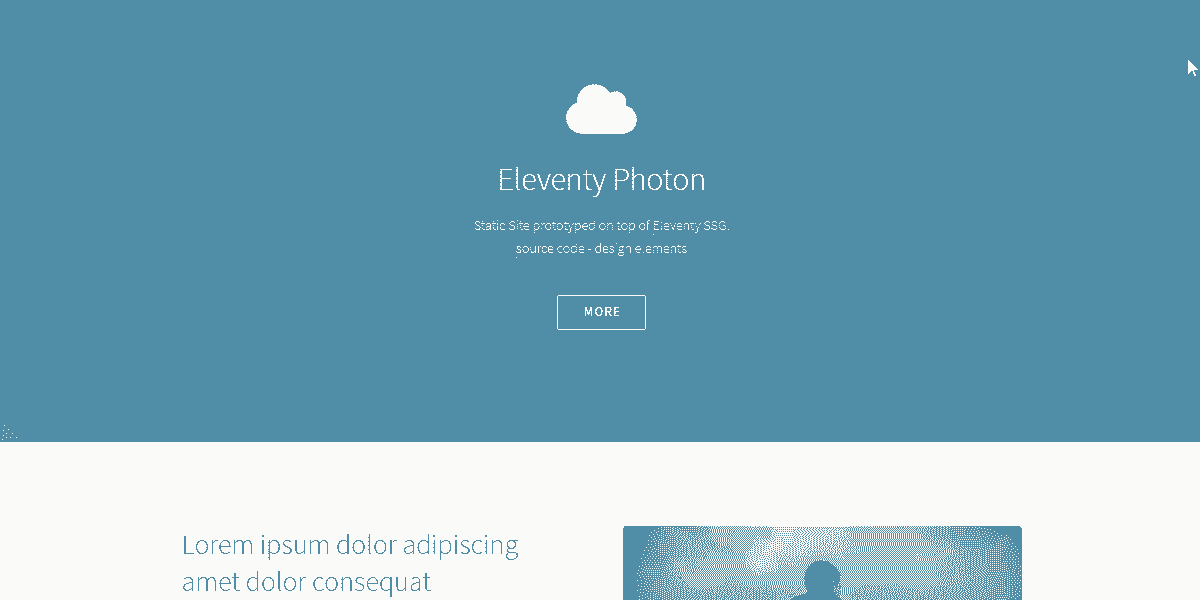 Eleventy Photon
Static Site prototyped on top of Eleventy SSG.
source code - design elements
MORE
Lorem ipsum dolor adipiscing
amet dolor consequat